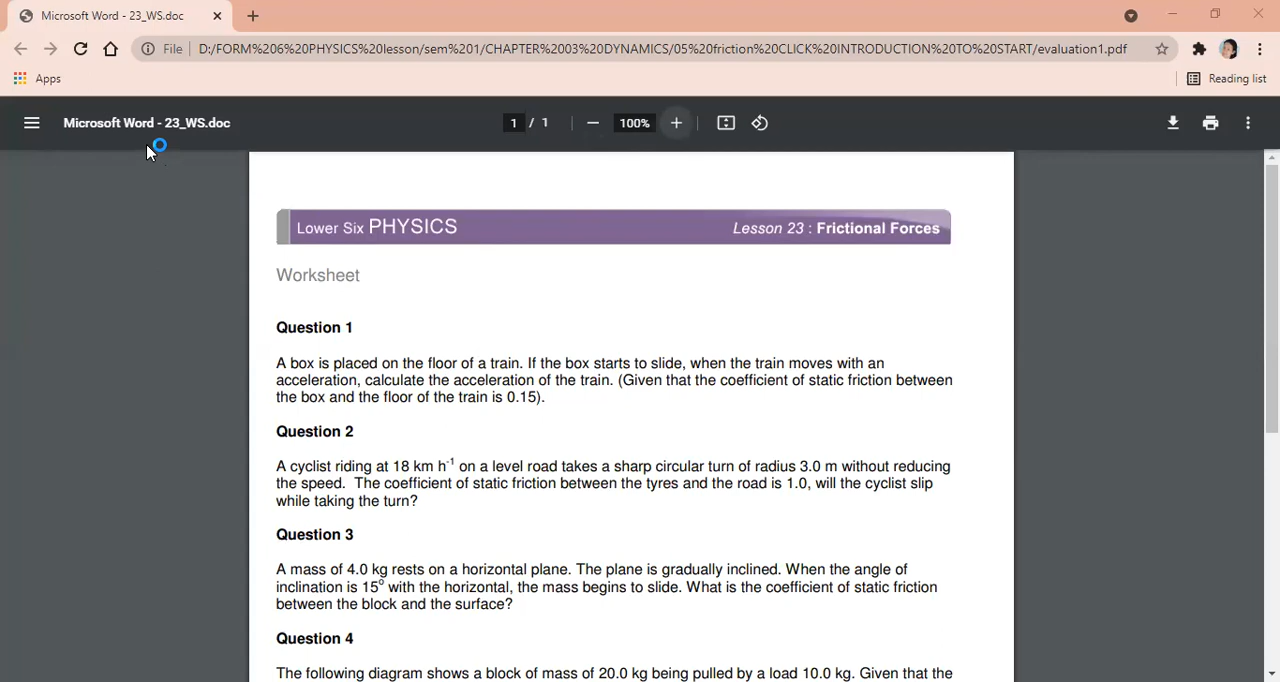 Microsoft Word - 23_WS.doc
File D:/FORM%206%20PHYSICS%20lesson/sem%201/CHAPTER%2003%20DYNAMICS/05%20friction%20CLICK%20INTRODUCTION%20TO%20START/evaluation1.pdf
Apps Reading list
Microsoft Word - 23_WS.doc 1 / 1 100%
Lower Six PHYSICS Lesson 23 : Frictional Forces
Worksheet
Question 1
A box is placed on the floor of a train. If the box starts to slide, when the train moves with an
acceleration, calculate the acceleration of the train. (Given that the coefficient of static friction between
the box and the floor of the train is 0.15).
Question 2
A cyclist riding at 18 km h⁻¹ on a level road takes a sharp circular turn of radius 3.0 m without reducing
the speed. The coefficient of static friction between the tyres and the road is 1.0, will the cyclist slip
while taking the turn?
Question 3
A mass of 4.0 kg rests on a horizontal plane. The plane is gradually inclined. When the angle of
inclination is 15° with the horizontal, the mass begins to slide. What is the coefficient of static friction
between the block and the surface?
Question 4
The following diagram shows a block of mass of 20.0 kg being pulled by a load 10.0 kg. Given that the